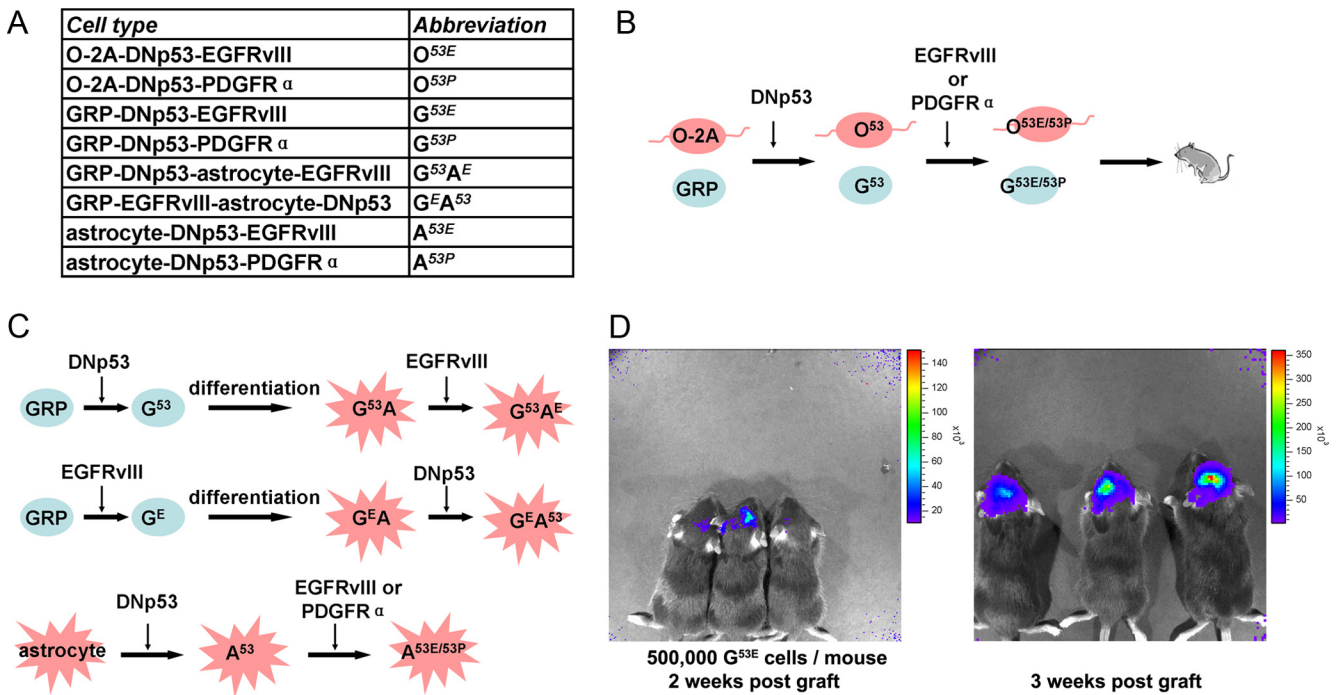 A
Cell type Abbreviation
O-2A-DNp53-EGFRvIII O53E
O-2A-DNp53-PDGFR α O53P
GRP-DNp53-EGFRvIII G53E
GRP-DNp53-PDGFR α G53P
GRP-DNp53-astrocyte-EGFRvIII G53AE
GRP-EGFRvIII-astrocyte-DNp53 GEA53
astrocyte-DNp53-EGFRvIII A53E
astrocyte-DNp53-PDGFR α A53P
B
EGFRvIII
or
PDGFR α
DNp53
O-2A O53 O53E/53P
GRP G53 G53E/53P
C
DNp53 EGFRvIII
differentiation
GRP G53 G53A G53AE
EGFRvIII DNp53
differentiation
GRP GE GEA GEA53
DNp53 EGFRvIII or
PDGFR α
astrocyte A53 A53E/53P
D
140
120
100
80
60
40
20
x10³
500,000 G53E cells / mouse
2 weeks post graft
350
300
250
200
150
100
50
x10³
3 weeks post graft